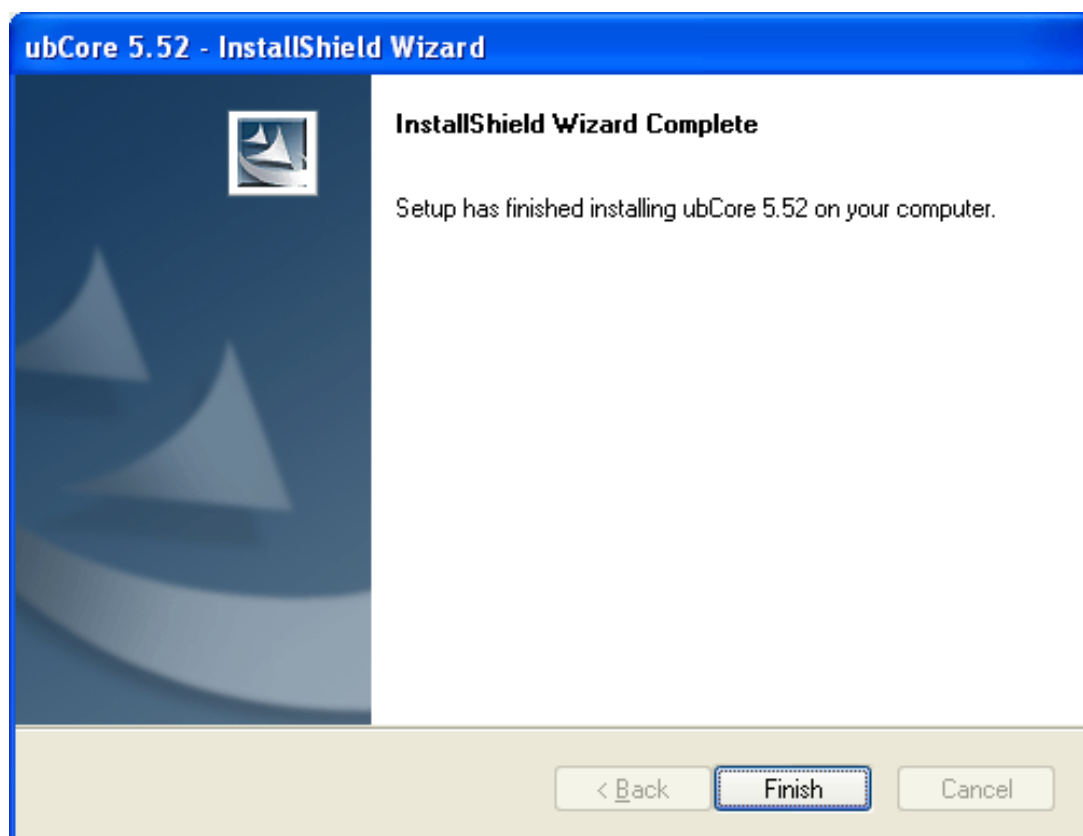 ubCore 5.52 - InstallShield Wizard
InstallShield Wizard Complete
Setup has finished installing ubCore 5.52 on your computer.
< Back
Finish
Cancel